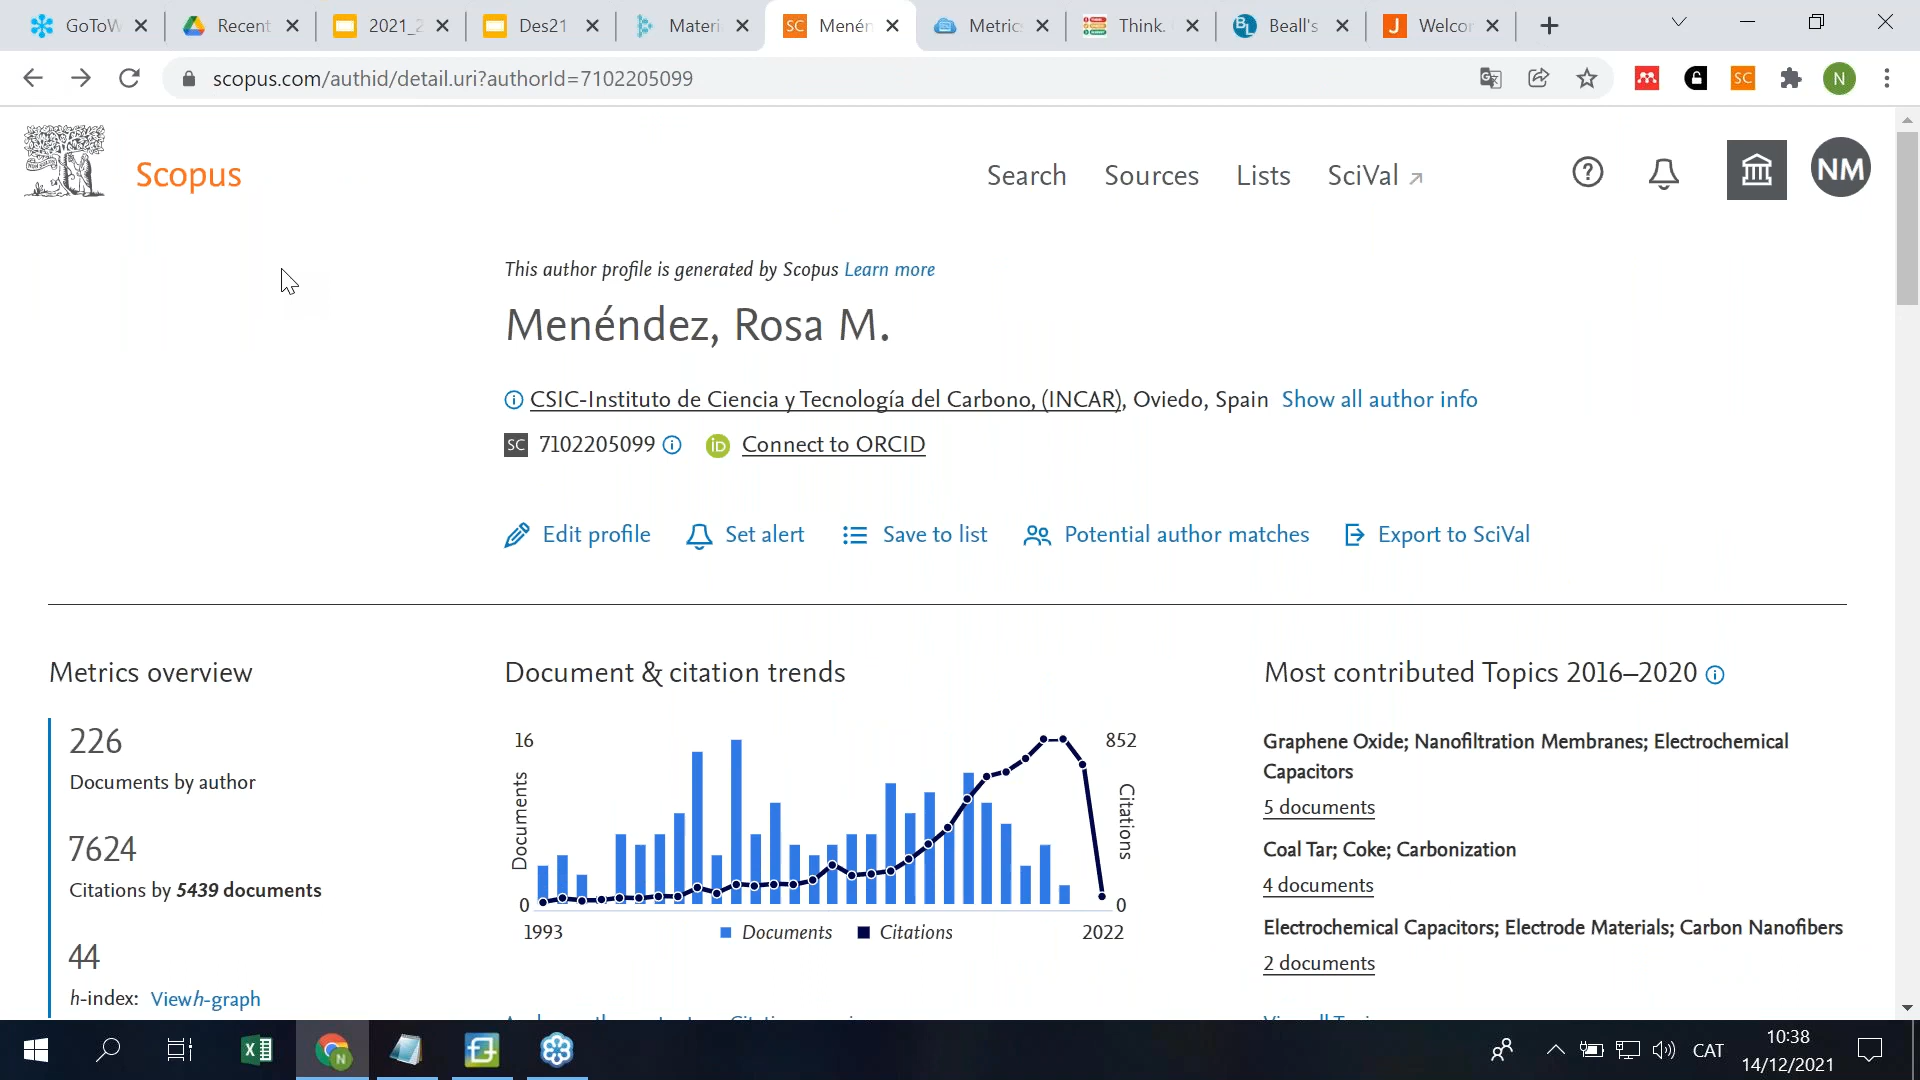 GoToW
Recent
2021_2
Des21
Materi
SC
Menén
Metric
Think.
BL
Beall's
J
Welcor
scopus.com/authid/detail.uri?authorId=7102205099
SC
N
Scopus
Search
Sources
Lists
SciVal
NM
This author profile is generated by Scopus Learn more
Menéndez, Rosa M.
CSIC-Instituto de Ciencia y Tecnología del Carbono, (INCAR), Oviedo, Spain Show all author info
SC 7102205099 iD Connect to ORCID
Edit profile
Set alert
Save to list
Potential author matches
Export to SciVal
Metrics overview
226
Documents by author
7624
Citations by 5439 documents
44
h-index: View h-graph
Document & citation trends
16
852
Documents
Citations
0
0
1993
2022
Documents
Citations
Most contributed Topics 2016–2020
Graphene Oxide; Nanofiltration Membranes; Electrochemical
Capacitors
5 documents
Coal Tar; Coke; Carbonization
4 documents
Electrochemical Capacitors; Electrode Materials; Carbon Nanofibers
2 documents
N
CAT
10:38
14/12/2021